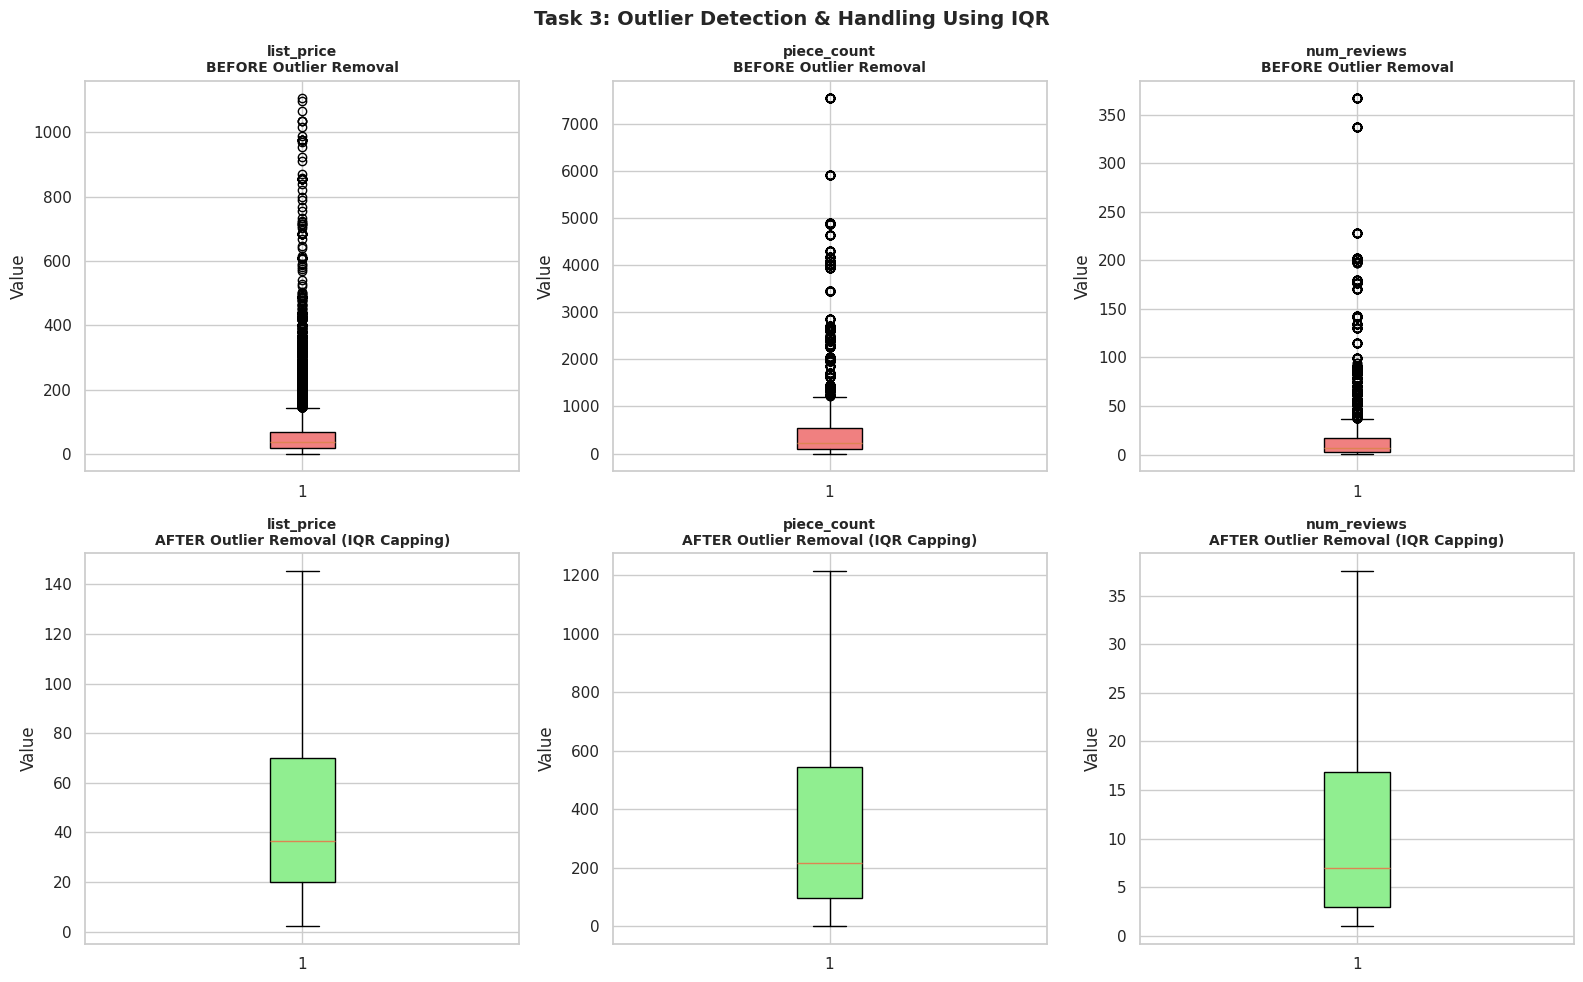 Task 3: Outlier Detection & Handling Using IQR
list_price
BEFORE Outlier Removal
piece_count
BEFORE Outlier Removal
num_reviews
BEFORE Outlier Removal
Value
1000
800
600
400
200
0
1
Value
7000
6000
5000
4000
3000
2000
1000
0
1
Value
350
300
250
200
150
100
50
0
1
list_price
AFTER Outlier Removal (IQR Capping)
piece_count
AFTER Outlier Removal (IQR Capping)
num_reviews
AFTER Outlier Removal (IQR Capping)
Value
140
120
100
80
60
40
20
0
1
Value
1200
1000
800
600
400
200
0
1
Value
35
30
25
20
15
10
5
0
1